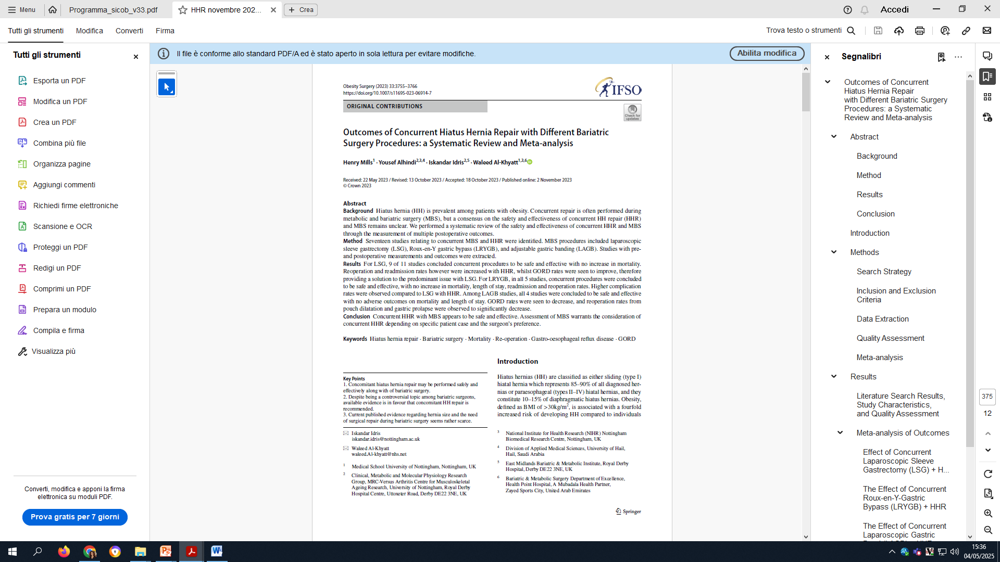 Menu
Programma_sicob_v33.pdf
HHR novembre 202...
Crea
Accedi
Tutti gli strumenti
Modifica
Converti
Firma
Trova testo o strumenti
Tutti gli strumenti
Esporta un PDF
Modifica un PDF
Crea un PDF
Combina più file
Organizza pagine
Aggiungi commenti
Richiedi firme elettroniche
Scansione e OCR
Proteggi un PDF
Redigi un PDF
Comprimi un PDF
Prepara un modulo
Compila e firma
Visualizza più
Converti, modifica e apponi la firma
elettronica su moduli PDF.
Prova gratis per 7 giorni
Il file è conforme allo standard PDF/A ed è stato aperto in sola lettura per evitare modifiche.
Abilita modifica
Obesity Surgery (2023) 33:3755–3766
https://doi.org/10.1007/s11695-023-06914-7
IFSO
ORIGINAL CONTRIBUTIONS
Check for
updates
Outcomes of Concurrent Hiatus Hernia Repair with Different Bariatric
Surgery Procedures: a Systematic Review and Meta-analysis
Henry Mills1 · Yousef Alhindi2,3,4 · Iskandar Idris2,5 · Waleed Al-Khyatt1,3,6
Received: 22 May 2023 / Revised: 13 October 2023 / Accepted: 18 October 2023 / Published online: 2 November 2023
© Crown 2023
Abstract
Background Hiatus hernia (HH) is prevalent among patients with obesity. Concurrent repair is often performed during
metabolic and bariatric surgery (MBS), but a consensus on the safety and effectiveness of concurrent HH repair (HHR)
and MBS remains unclear. We performed a systematic review of the safety and effectiveness of concurrent HHR and MBS
through the measurement of multiple postoperative outcomes.
Method Seventeen studies relating to concurrent MBS and HHR were identified. MBS procedures included laparoscopic
sleeve gastrectomy (LSG), Roux-en-Y gastric bypass (LRYGB), and adjustable gastric banding (LAGB). Studies with pre-
and postoperative measurements and outcomes were extracted.
Results For LSG, 9 of 11 studies concluded concurrent procedures to be safe and effective with no increase in mortality.
Reoperation and readmission rates however were increased with HHR, whilst GORD rates were seen to improve, therefore
providing a solution to the predominant issue with LSG. For LRYGB, in all 5 studies, concurrent procedures were concluded
to be safe and effective, with no increase in mortality, length of stay, readmission and reoperation rates. Higher complication
rates were observed compared to LSG with HHR. Among LAGB studies, all 4 studies were concluded to be safe and effective
with no adverse outcomes on mortality and length of stay. GORD rates were seen to decrease, and reoperation rates from
pouch dilatation and gastric prolapse were observed to significantly decrease.
Conclusion Concurrent HHR with MBS appears to be safe and effective. Assessment of MBS warrants the consideration of
concurrent HHR depending on specific patient case and the surgeon's preference.
Keywords Hiatus hernia repair · Bariatric surgery · Mortality · Re-operation · Gastro-oesophageal reflux disease · GORD
Key Points
1. Concomitant hiatus hernia repair may be performed safely and
effectively along with of bariatric surgery.
2. Despite being a controversial topic among bariatric surgeons,
available evidence is in favour that concomitant HH repair is
recommended.
3. Current published evidence regarding hernia size and the need
of surgical repair during bariatric surgery seems rather scarce.
Iskandar Idris
iskandar.idris@nottingham.ac.uk
Waleed Al-Khyatt
waleed.Al-khyatt@nhs.net
1 Medical School University of Nottingham, Nottingham, UK
2 Clinical, Metabolic and Molecular Physiology Research
Group, MRC-Versus Arthritis Centre for Musculoskeletal
Ageing Research, University of Nottingham, Royal Derby
Hospital Centre, Uttoxeter Road, Derby DE22 3NE, UK
Introduction
Hiatus hernias (HH) are classified as either sliding (type I)
hiatal hernia which represents 85–90% of all diagnosed her-
nias or paraesophageal (types II–IV) hiatal hernias, and they
constitute 10–15% of diaphragmatic hiatus hernias. Obesity,
defined as BMI of >30kg/m2, is associated with a fourfold
increased risk of developing HH compared to individuals
3 National Institute for Health Research (NIHR) Nottingham
Biomedical Research Centre, Nottingham, UK
4 Division of Applied Medical Sciences, University of Hail,
Hail, Saudi Arabia
5 East Midlands Bariatric & Metabolic Institute, Royal Derby
Hospital, Derby DE22 3NE, UK
6 Bariatric & Metabolic Surgery Department of Excellence,
Health Point Hospital, A Mubadala Health Partner,
Zayed Sports City, United Arab Emirates
Springer
Segnalibri
Outcomes of Concurrent
Hiatus Hernia Repair
with Different Bariatric Surgery
Procedures: a Systematic
Review and Meta-analysis
Abstract
Background
Method
Results
Conclusion
Introduction
Methods
Search Strategy
Inclusion and Exclusion
Criteria
Data Extraction
Quality Assessment
Meta-analysis
Results
Literature Search Results,
Study Characteristics,
and Quality Assessment
Meta-analysis of Outcomes
Effect of Concurrent
Laparoscopic Sleeve
Gastrectomy (LSG) + H...
The Effect of Concurrent
Roux-en-Y-Gastric
Bypass (LRYGB) + HHR
The Effect of Concurrent
Laparoscopic Gastric
375
12
15:36
04/05/2025